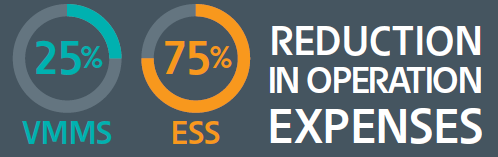 25%
VMMS
75%
ESS
REDUCTION
IN OPERATION
EXPENSES